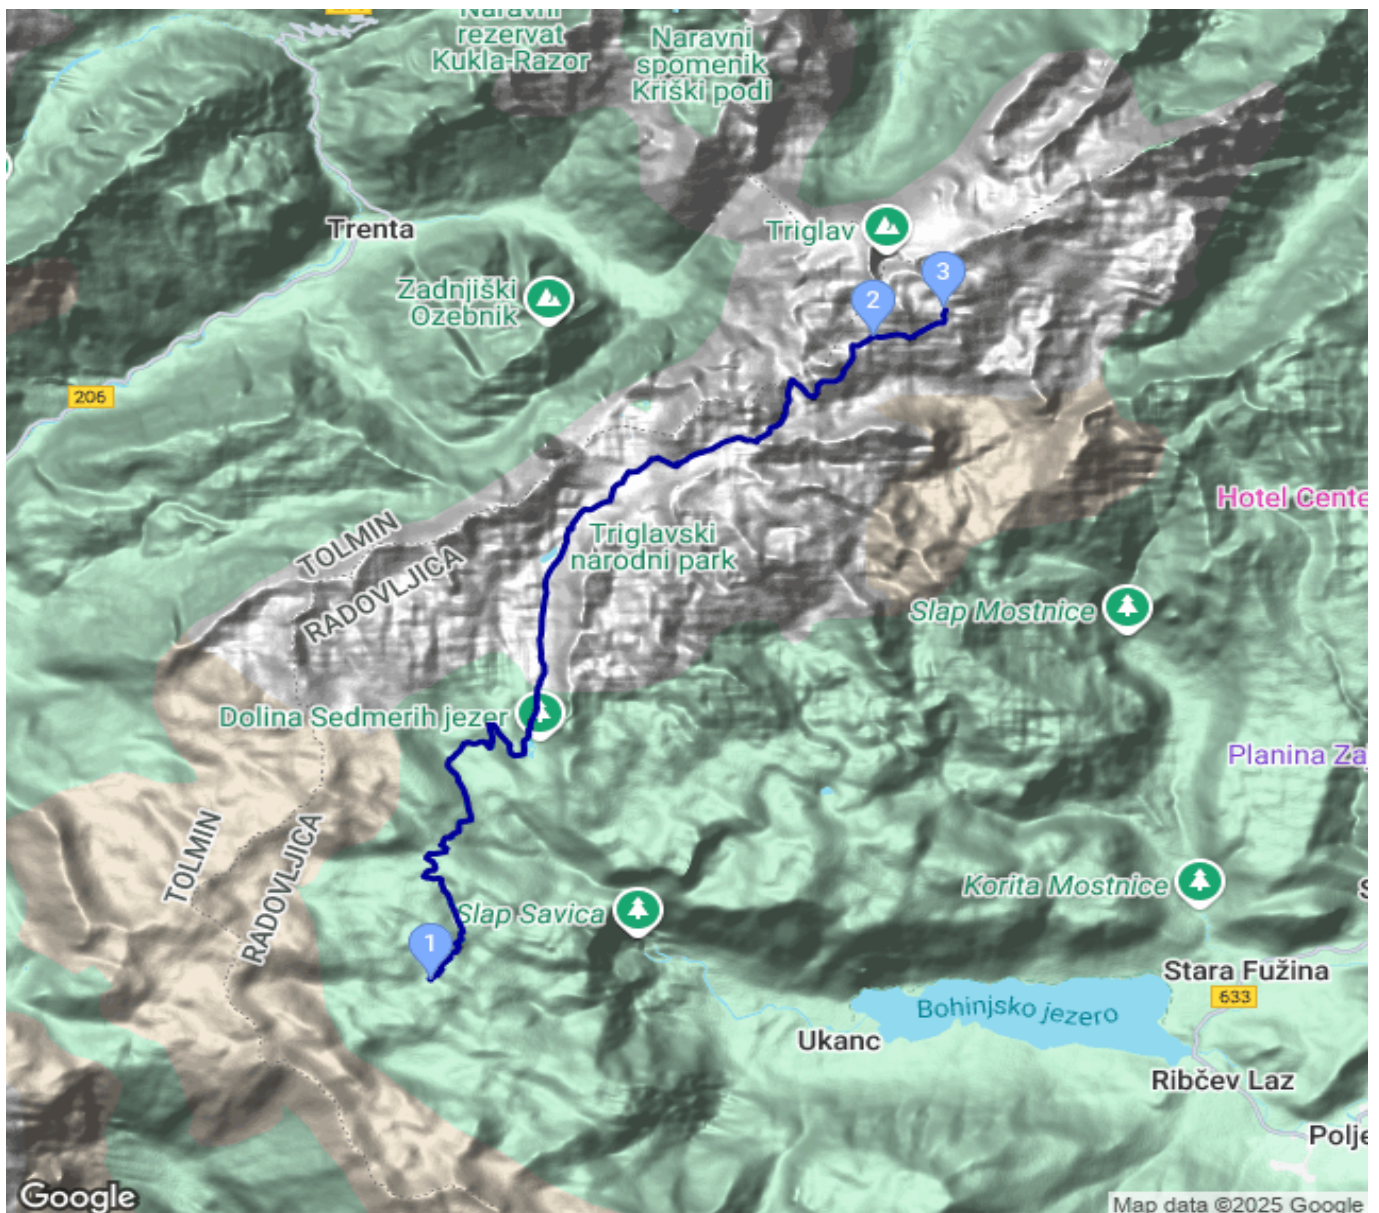 Naravni
rezervat
Kukla-Razor
Naravni
spomenik
Kriški podi
Trenta
Triglav
Zadnjiški
Ozebnik
3
2
206
Hotel Cente
TOLMIN
RADOVLJICA
Triglavski
narodni park
Slap Mostnice
Dolina Sedmerih jezer
Planina Za
TOLMIN
RADOVLJICA
Korita Mostnice
Slap Savica
1
Stara Fužina
633
Bohinjsko jezero
Ukanc
Ribčev Laz
Polje
Google
Map data ©2025 Google